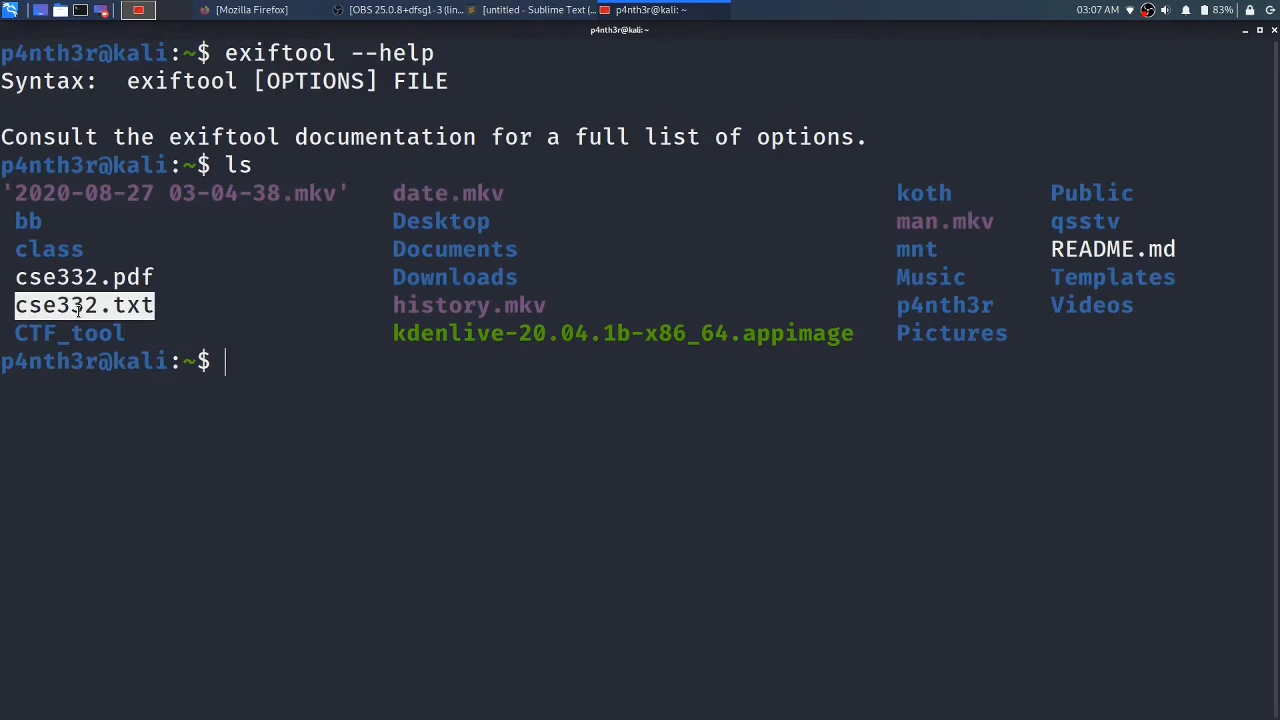 [Mozilla Firefox] [OBS 25.0.8+dfsg1-3 (lin... [untitled - Sublime Text (... p4nth3r@kali: ~ 03:07 AM 83%
p4nth3r@kali: ~
p4nth3r@kali:~$ exiftool --help
Syntax:  exiftool [OPTIONS] FILE
Consult the exiftool documentation for a full list of options.
p4nth3r@kali:~$ ls
'2020-08-27 03-04-38.mkv'   date.mkv   koth   Public
bb   Desktop   man.mkv   qsstv
class   Documents   mnt   README.md
cse332.pdf   Downloads   Music   Templates
cse332.txt   history.mkv   p4nth3r   Videos
CTF_tool   kdenlive-20.04.1b-x86_64.appimage   Pictures
p4nth3r@kali:~$